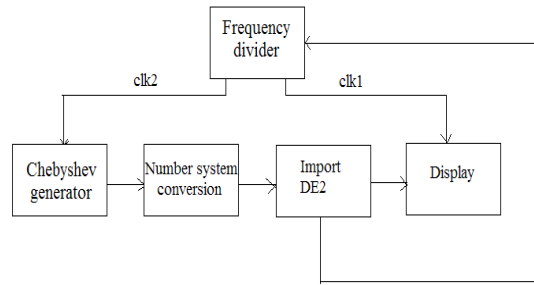 Frequency
divider
clk2
clk1
Chebyshev
generator
Number system
conversion
Import
DE2
Display